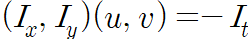 (I_x, I_y)(u, v) = -I_t